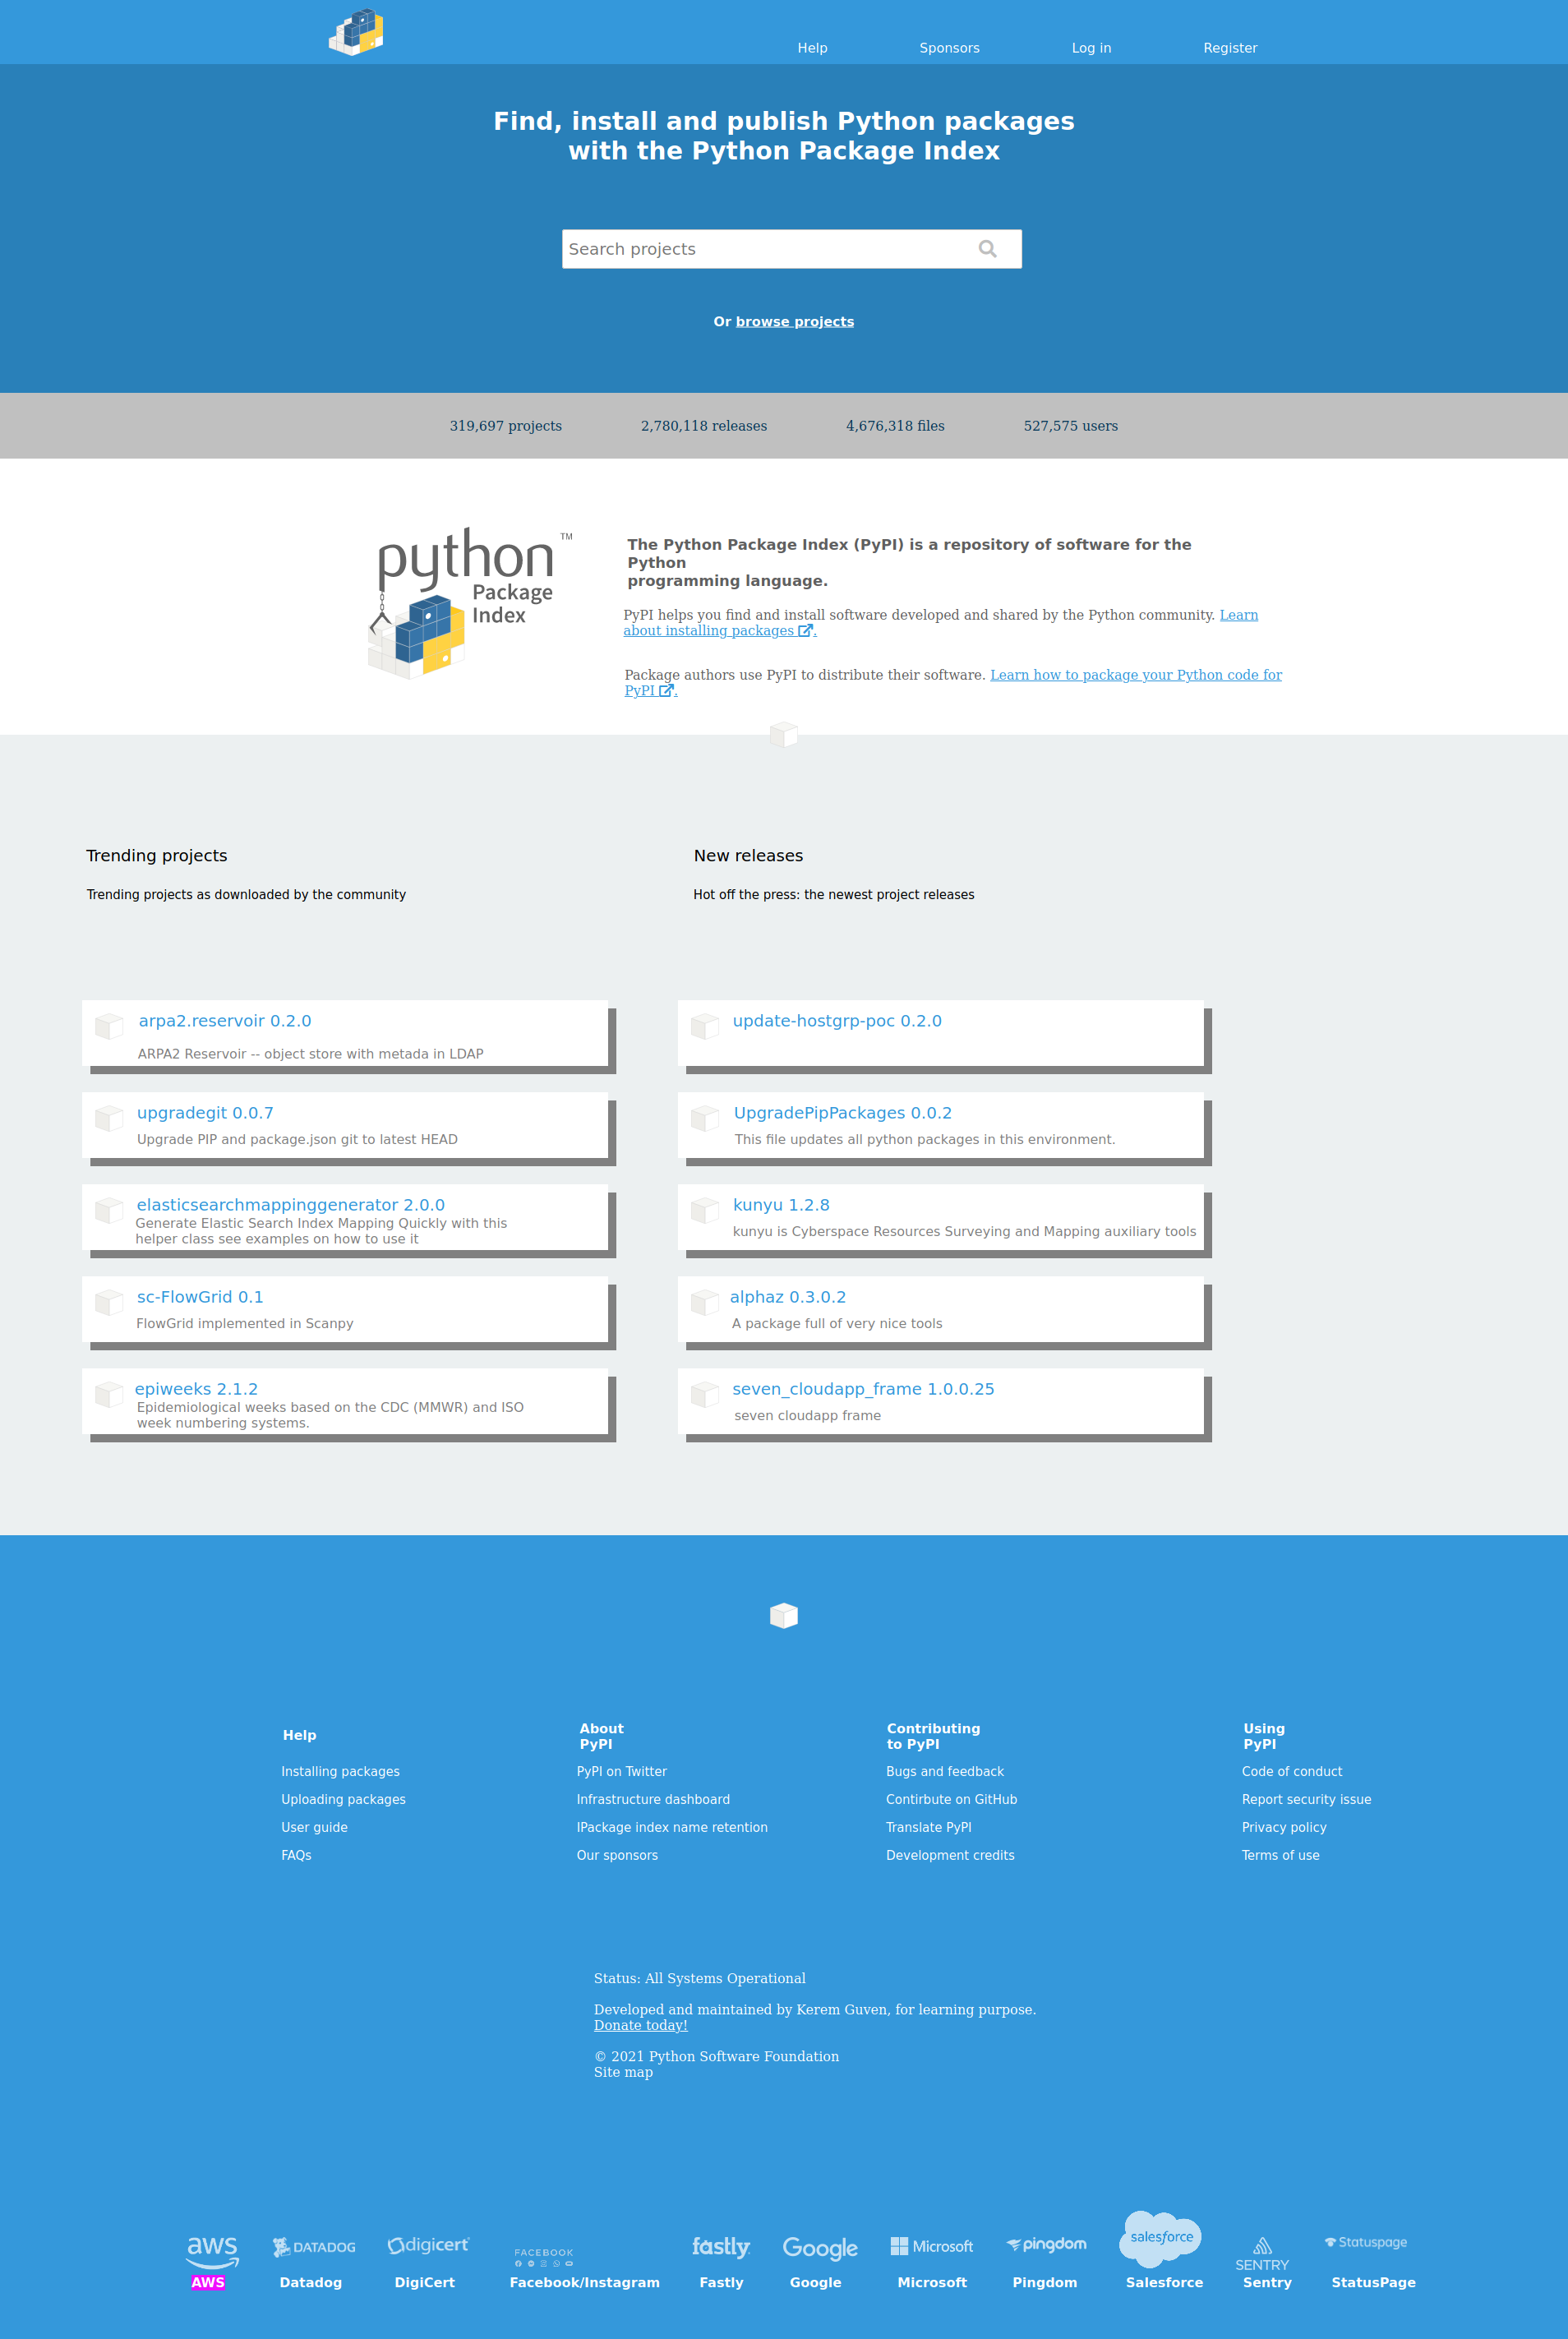 Help
Sponsors
Log in
Register
Find, install and publish Python packages
with the Python Package Index
Search projects
Or browse projects
319,697 projects
2,780,118 releases
4,676,318 files
527,575 users
python TM
Package
Index
The Python Package Index (PyPI) is a repository of software for the
Python
programming language.
PyPI helps you find and install software developed and shared by the Python community. Learn
about installing packages .
Package authors use PyPI to distribute their software. Learn how to package your Python code for
PyPI .
Trending projects
Trending projects as downloaded by the community
New releases
Hot off the press: the newest project releases
arpa2.reservoir 0.2.0
ARPA2 Reservoir -- object store with metada in LDAP
upgradegit 0.0.7
Upgrade PIP and package.json git to latest HEAD
elasticsearchmappinggenerator 2.0.0
Generate Elastic Search Index Mapping Quickly with this
helper class see examples on how to use it
sc-FlowGrid 0.1
FlowGrid implemented in Scanpy
epiweeks 2.1.2
Epidemiological weeks based on the CDC (MMWR) and ISO
week numbering systems.
update-hostgrp-poc 0.2.0
UpgradePipPackages 0.0.2
This file updates all python packages in this environment.
kunyu 1.2.8
kunyu is Cyberspace Resources Surveying and Mapping auxiliary tools
alphaz 0.3.0.2
A package full of very nice tools
seven_cloudapp_frame 1.0.0.25
seven cloudapp frame
Help
Installing packages
Uploading packages
User guide
FAQs
About
PyPI
PyPI on Twitter
Infrastructure dashboard
IPackage index name retention
Our sponsors
Contributing
to PyPI
Bugs and feedback
Contirbute on GitHub
Translate PyPI
Development credits
Using
PyPI
Code of conduct
Report security issue
Privacy policy
Terms of use
Status: All Systems Operational
Developed and maintained by Kerem Guven, for learning purpose.
Donate today!
© 2021 Python Software Foundation
Site map
aws
AWS
DATADOG
Datadog
digicert
DigiCert
FACEBOOK
Facebook/Instagram
fastly
Fastly
Google
Google
Microsoft
Microsoft
pingdom
Pingdom
salesforce
Salesforce
SENTRY
Sentry
Statuspage
StatusPage